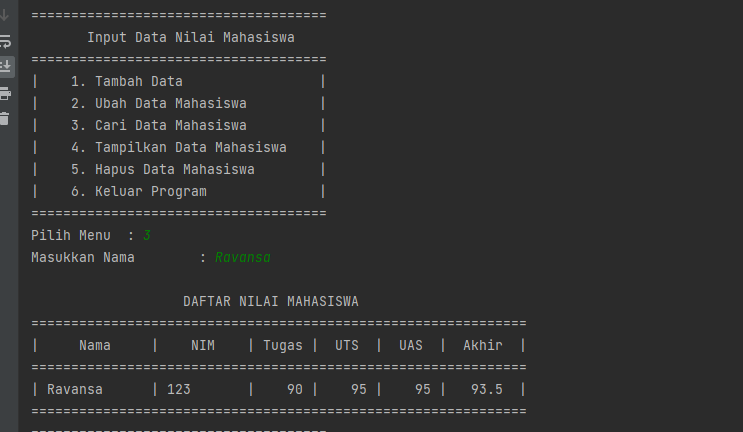 =====================================
Input Data Nilai Mahasiswa
=====================================
|    1. Tambah Data                 |
|    2. Ubah Data Mahasiswa         |
|    3. Cari Data Mahasiswa         |
|    4. Tampilkan Data Mahasiswa    |
|    5. Hapus Data Mahasiswa        |
|    6. Keluar Program              |
=====================================
Pilih Menu  : 3
Masukkan Nama        : Ravansa
DAFTAR NILAI MAHASISWA
==============================================================
|     Nama     |    NIM    | Tugas |  UTS  |  UAS  |  Akhir  |
==============================================================
| Ravansa      | 123       |    90 |    95 |    95 |   93.5  |
==============================================================
=====================================